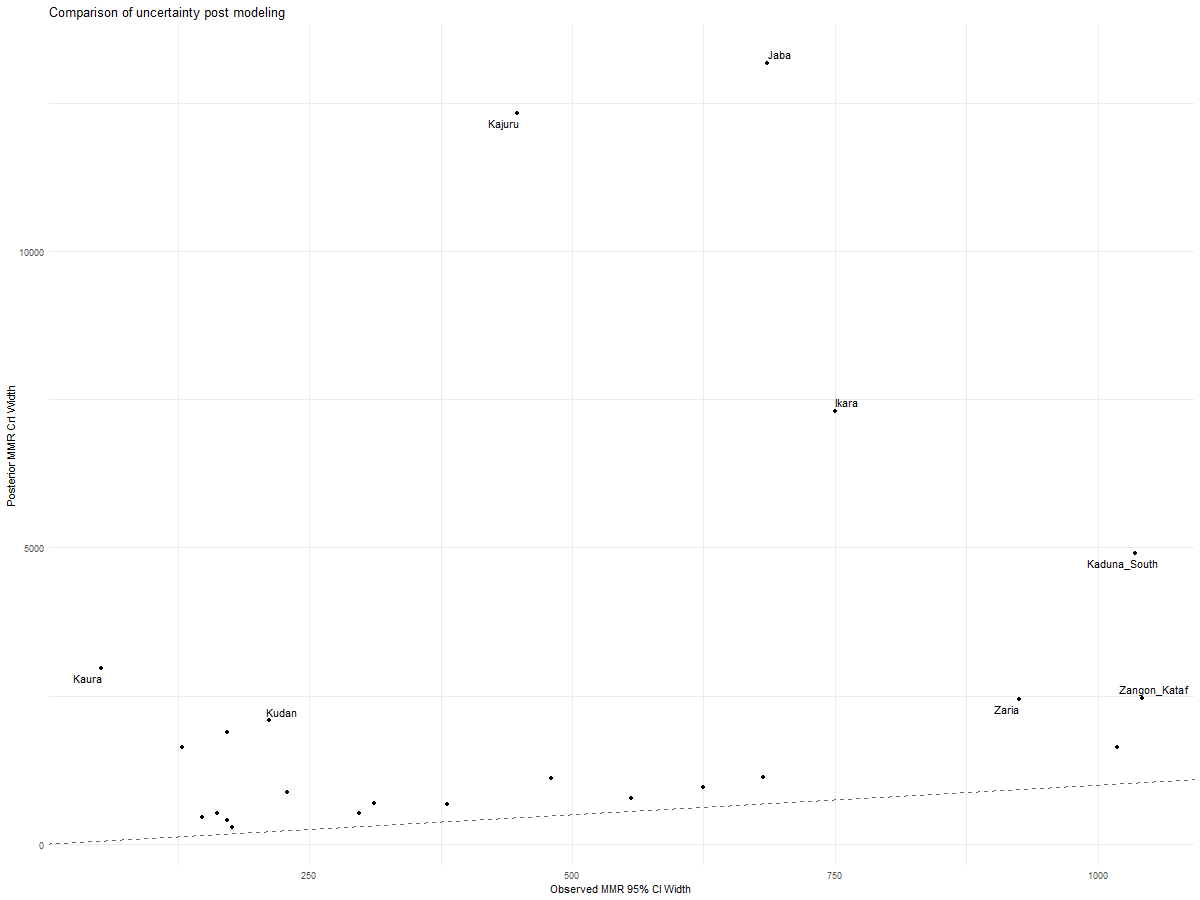 Comparison of uncertainty post modeling
Jaba
Kajuru
10000
Ikara
Posterior MMR CrI Width
5000
Kaduna_South
Kaura
Zangon_Kataf
Kudan
Zaria
0
250
500
750
1000
Observed MMR 95% CI Width